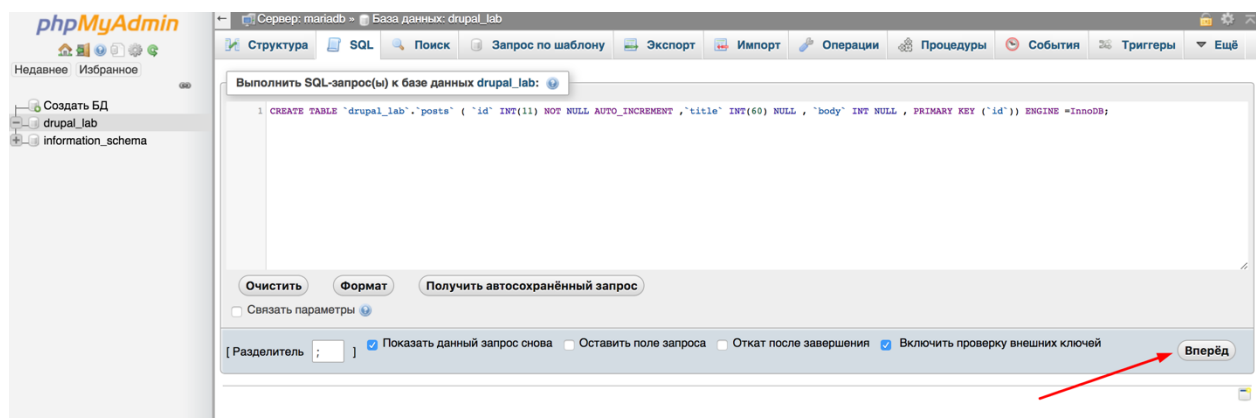 phpMyAdmin
Недавнее Избранное
Создать БД
drupal_lab
information_schema
Сервер: mariadb » База данных: drupal_lab
Структура SQL Поиск Запрос по шаблону Экспорт Импорт Операции Процедуры События Триггеры Ещё
Выполнить SQL-запрос(ы) к базе данных drupal_lab:
1 CREATE TABLE `drupal_lab`.`posts` ( `id` INT(11) NOT NULL AUTO_INCREMENT ,`title` INT(60) NULL , `body` INT NULL , PRIMARY KEY (`id`)) ENGINE =InnoDB;
Очистить Формат Получить автосохранённый запрос
Связать параметры
[ Разделитель ; ] Показать данный запрос снова Оставить поле запроса Откат после завершения Включить проверку внешних ключей Вперёд